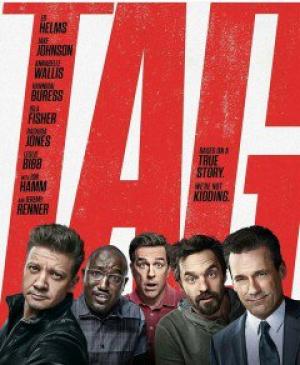 ED
HELMS
JAKE
JOHNSON
ANNABELLE
WALLIS
HANNIBAL
BURESS
ISLA
FISHER
RASHIDA
JONES
LESLIE
BIBB
WITH JON
HAMM
AND JEREMY
RENNER
TAG
BASED ON A
TRUE
STORY.
WE'RE NOT
KIDDING.